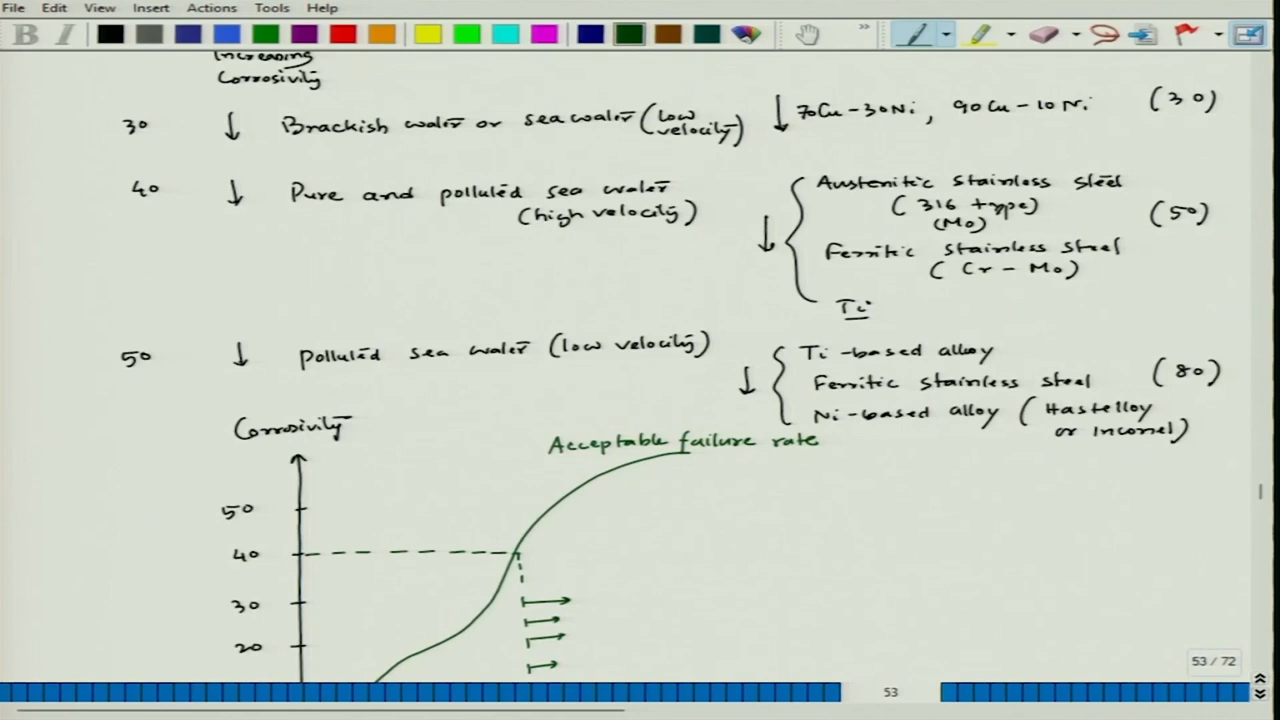 File Edit View Insert Actions Tools Help
B I
Increasing
Corrosivity
30 ↓ Brackish water or sea water (low velocity) ↓ 70Cu-30Ni, 90Cu-10Ni (30)
40 ↓ Pure and polluted sea water
(high velocity)
↓ Austenitic stainless steel
(316 type)
(Mo)
(50)
Ferritic stainless steel
(Cr-Mo)
Ti
50 ↓ Polluted sea water (low velocity)
↓ Ti-based alloy
Ferritic stainless steel (80)
Ni-based alloy (Hastelloy
or Inconel)
Corrosivity
Acceptable failure rate
50
40
30
20
53 / 72
53